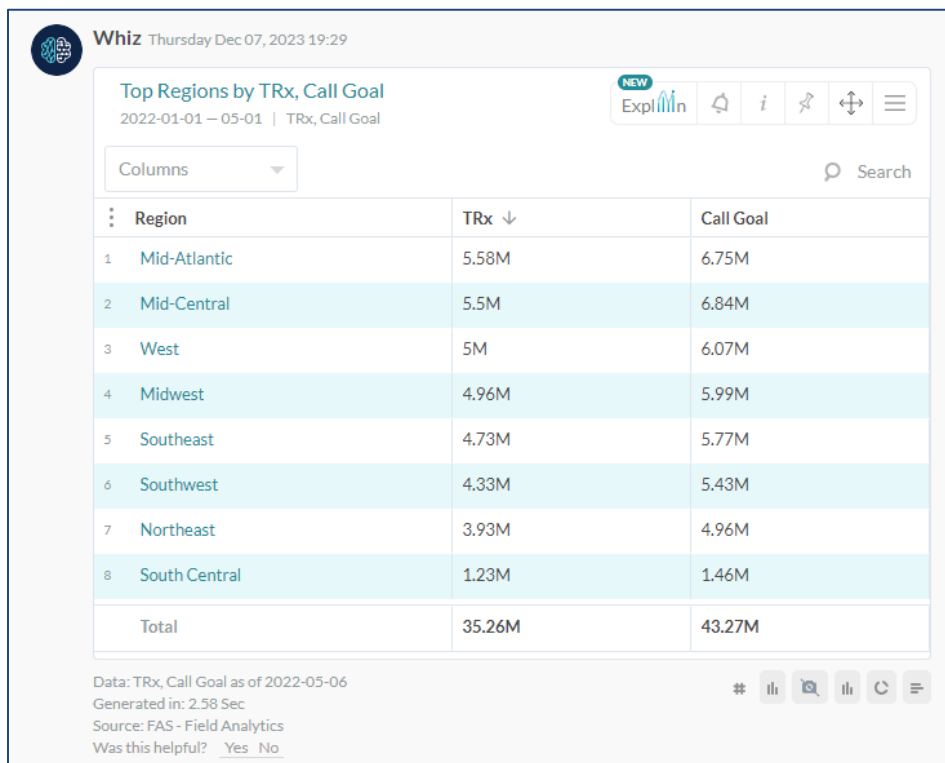 Whiz Thursday Dec 07, 2023 19:29
Top Regions by TRx, Call Goal
2022-01-01 — 05-01 | TRx, Call Goal
NEW
Expl n
i
Columns
Search
Region TRx ↓ Call Goal
1 Mid-Atlantic 5.58M 6.75M
2 Mid-Central 5.5M 6.84M
3 West 5M 6.07M
4 Midwest 4.96M 5.99M
5 Southeast 4.73M 5.77M
6 Southwest 4.33M 5.43M
7 Northeast 3.93M 4.96M
8 South Central 1.23M 1.46M
Total 35.26M 43.27M
Data: TRx, Call Goal as of 2022-05-06
Generated in: 2.58 Sec
Source: FAS - Field Analytics
Was this helpful? Yes No
#